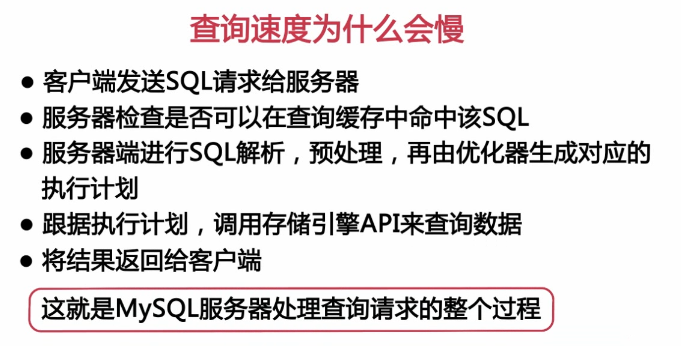 查询速度为什么会慢
● 客户端发送SQL请求给服务器
● 服务器检查是否可以在查询缓存中命中该SQL
● 服务器端进行SQL解析，预处理，再由优化器生成对应的
执行计划
● 跟据执行计划，调用存储引擎API来查询数据
● 将结果返回给客户端
这就是MySQL服务器处理查询请求的整个过程